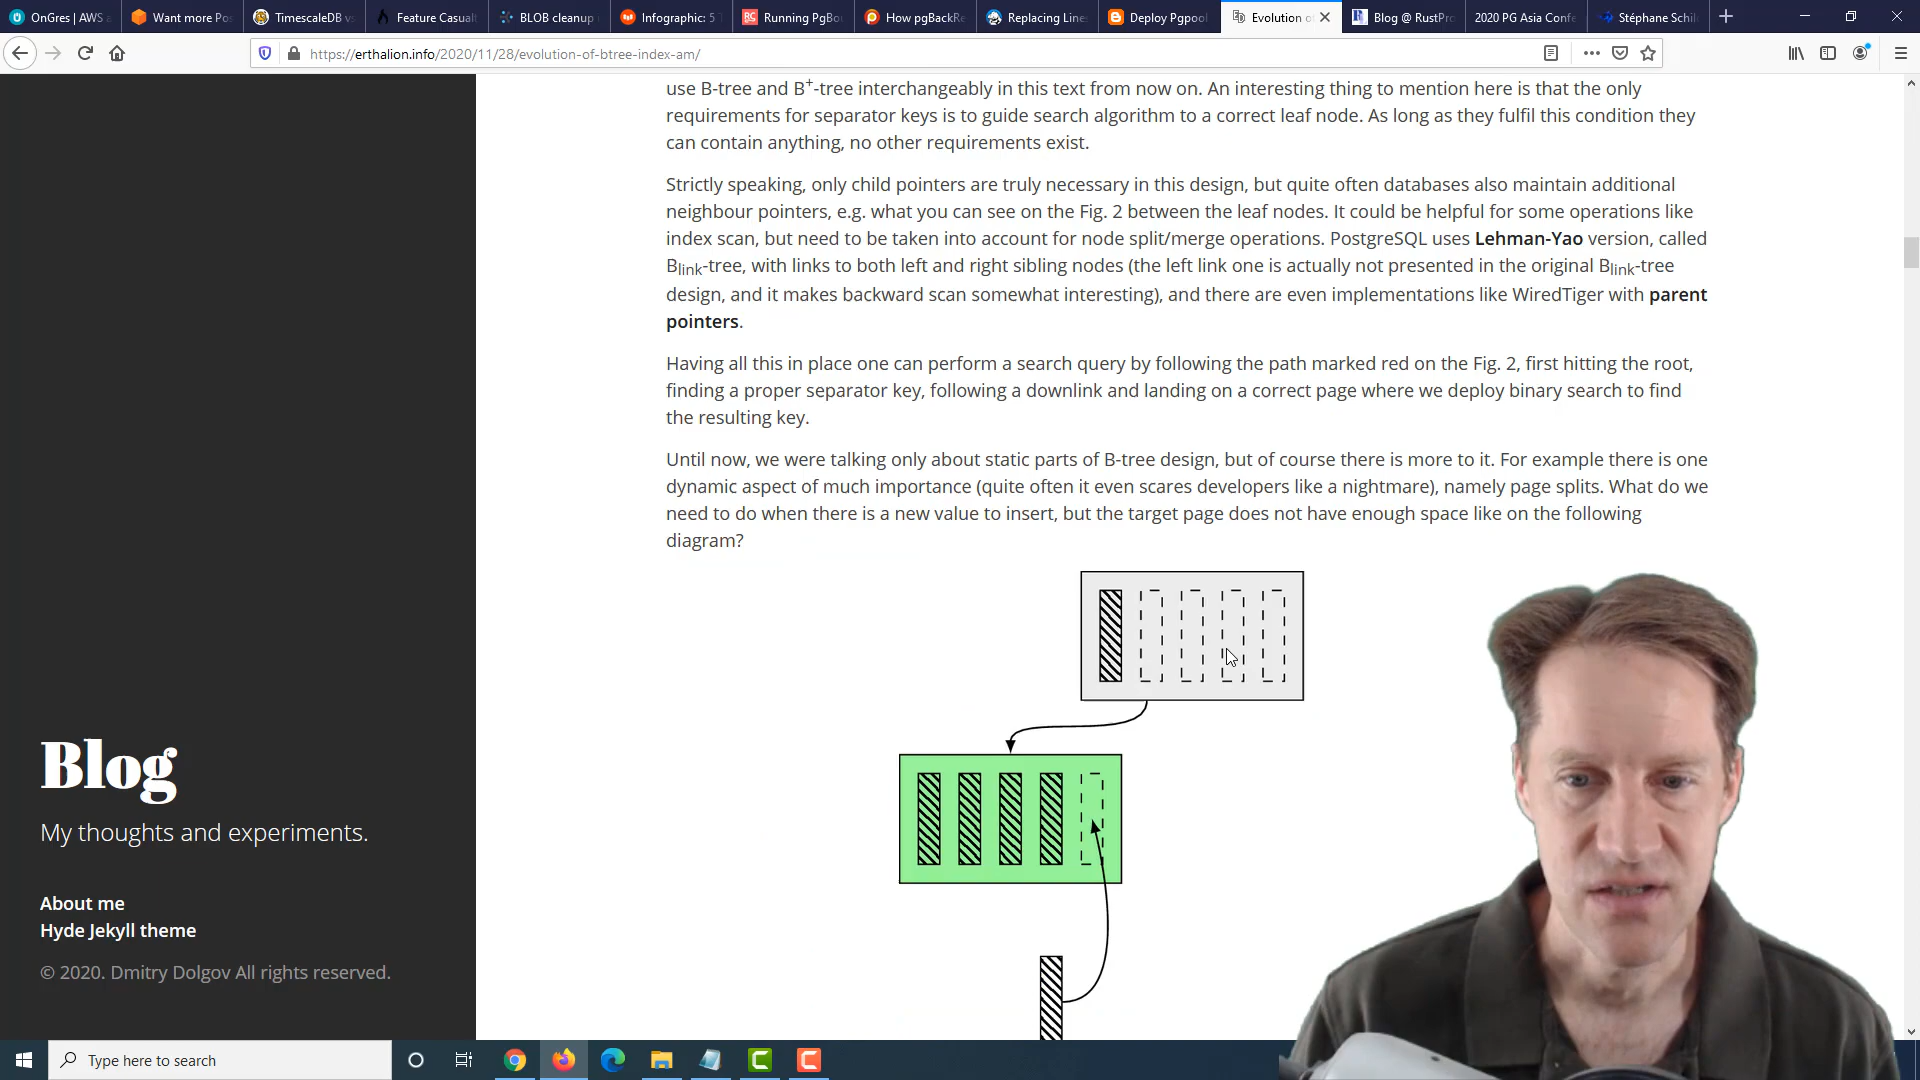 OnGres | AWS a
Want more Pos
TimescaleDB vs
Feature Casualt
BLOB cleanup
Infographic: 5 T
Running PgBou
How pgBackRe
Replacing Lines
Deploy Pgpool
Evolution of
Blog @ RustPro
2020 PG Asia Confe
Stéphane Schil
https://erthalion.info/2020/11/28/evolution-of-btree-index-am/
use B-tree and B+-tree interchangeably in this text from now on. An interesting thing to mention here is that the only
requirements for separator keys is to guide search algorithm to a correct leaf node. As long as they fulfil this condition they
can contain anything, no other requirements exist.
Strictly speaking, only child pointers are truly necessary in this design, but quite often databases also maintain additional
neighbour pointers, e.g. what you can see on the Fig. 2 between the leaf nodes. It could be helpful for some operations like
index scan, but need to be taken into account for node split/merge operations. PostgreSQL uses Lehman-Yao version, called
Blink-tree, with links to both left and right sibling nodes (the left link one is actually not presented in the original Blink-tree
design, and it makes backward scan somewhat interesting), and there are even implementations like WiredTiger with parent
pointers.
Having all this in place one can perform a search query by following the path marked red on the Fig. 2, first hitting the root,
finding a proper separator key, following a downlink and landing on a correct page where we deploy binary search to find
the resulting key.
Until now, we were talking only about static parts of B-tree design, but of course there is more to it. For example there is one
dynamic aspect of much importance (quite often it even scares developers like a nightmare), namely page splits. What do we
need to do when there is a new value to insert, but the target page does not have enough space like on the following
diagram?
Blog
My thoughts and experiments.
About me
Hyde Jekyll theme
© 2020. Dmitry Dolgov All rights reserved.
Type here to search